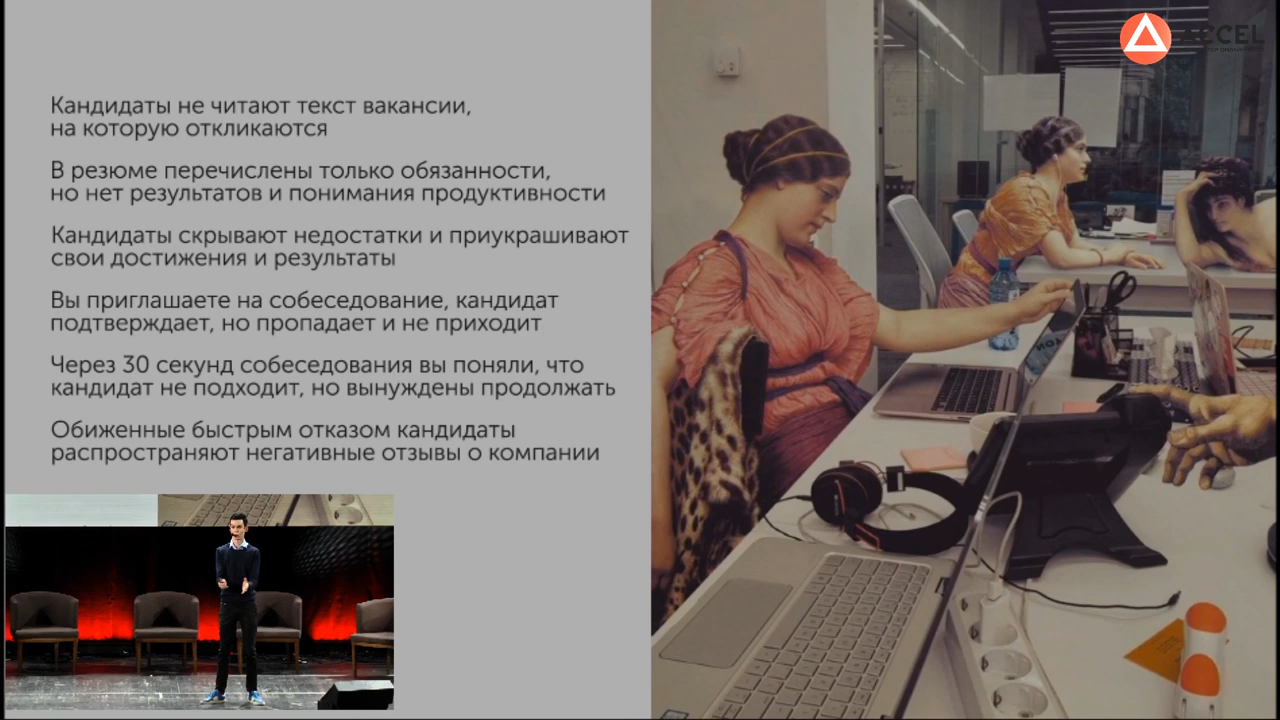 Кандидаты не читают текст вакансии,
на которую откликаются
В резюме перечислены только обязанности,
но нет результатов и понимания продуктивности
Кандидаты скрывают недостатки и приукрашивают
свои достижения и результаты
Вы приглашаете на собеседование, кандидат
подтверждает, но пропадает и не приходит
Через 30 секунд собеседования вы поняли, что
кандидат не подходит, но вынуждены продолжать
Обиженные быстрым отказом кандидаты
распространяют негативные отзывы о компании
ACCEL